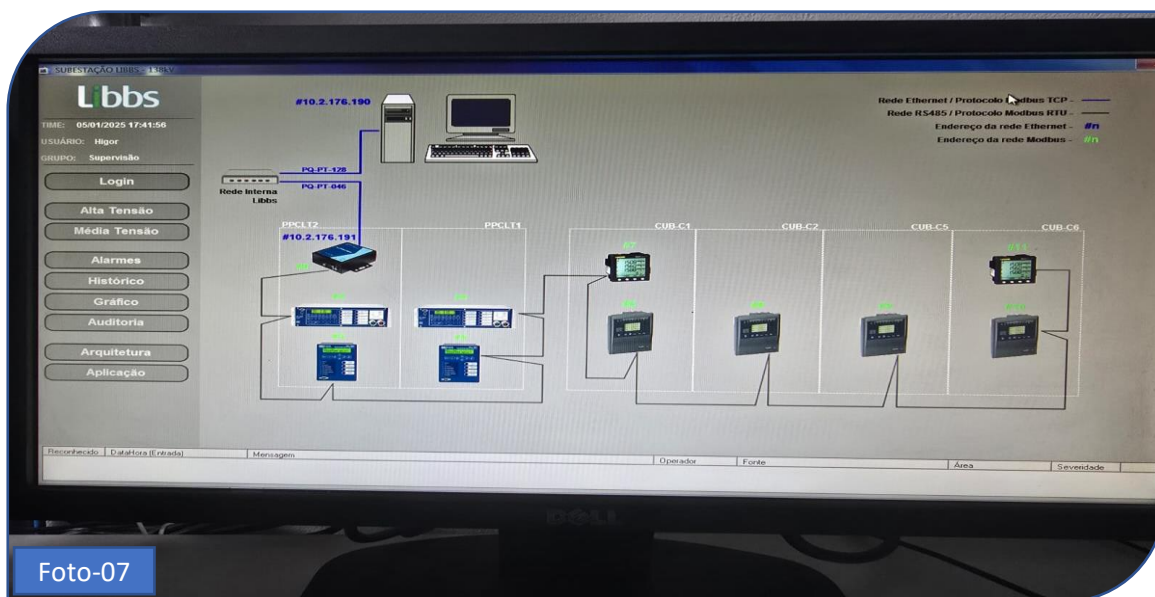 SUBESTAÇÃO LIBBS - 138kV
Libbs
TIME: 05/01/2025 17:41:56
USUÁRIO: Higor
GRUPO: Supervisão
Login
Alta Tensão
Média Tensão
Alarmes
Histórico
Gráfico
Auditoria
Arquitetura
Aplicação
#10.2.176.190
PQ-PT-128
PQ-PT-046
Rede Interna
Libbs
Rede Ethernet / Protocolo Modbus TCP -
Rede RS485 / Protocolo Modbus RTU -
Endereço da rede Ethernet - #n
Endereço da rede Modbus - #n
PPCLT2 PPCLT1 CUB-C1 CUB-C2 CUB-C5 CUB-C6
#10.2.176.191
#7 #11
Reconhecido DataHora (Entrada) Mensagem Operador Fonte Área Severidade
DELL
Foto-07